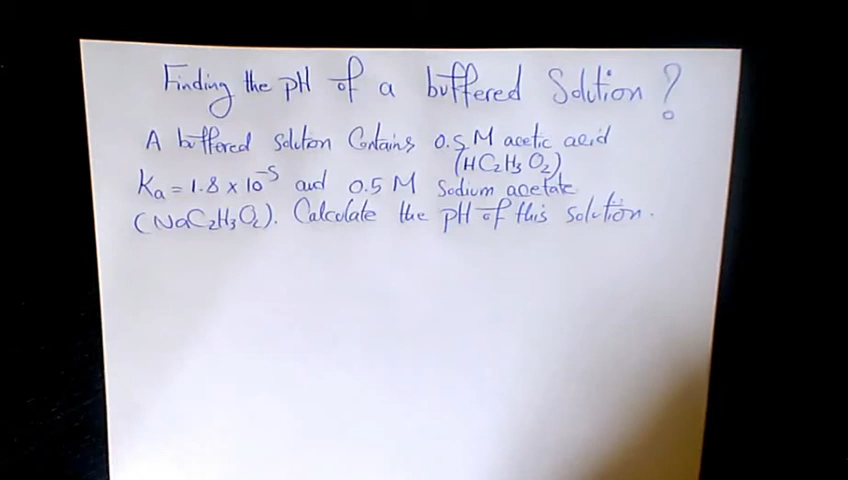 Finding the pH of a buffered Solution?
A buffered solution Contains 0.5 M acetic acid
(HC₂H₃O₂)
Ka = 1.8 x 10⁻⁵ and 0.5 M Sodium acetate
(NaC₂H₃O₂). Calculate the pH of this solution.